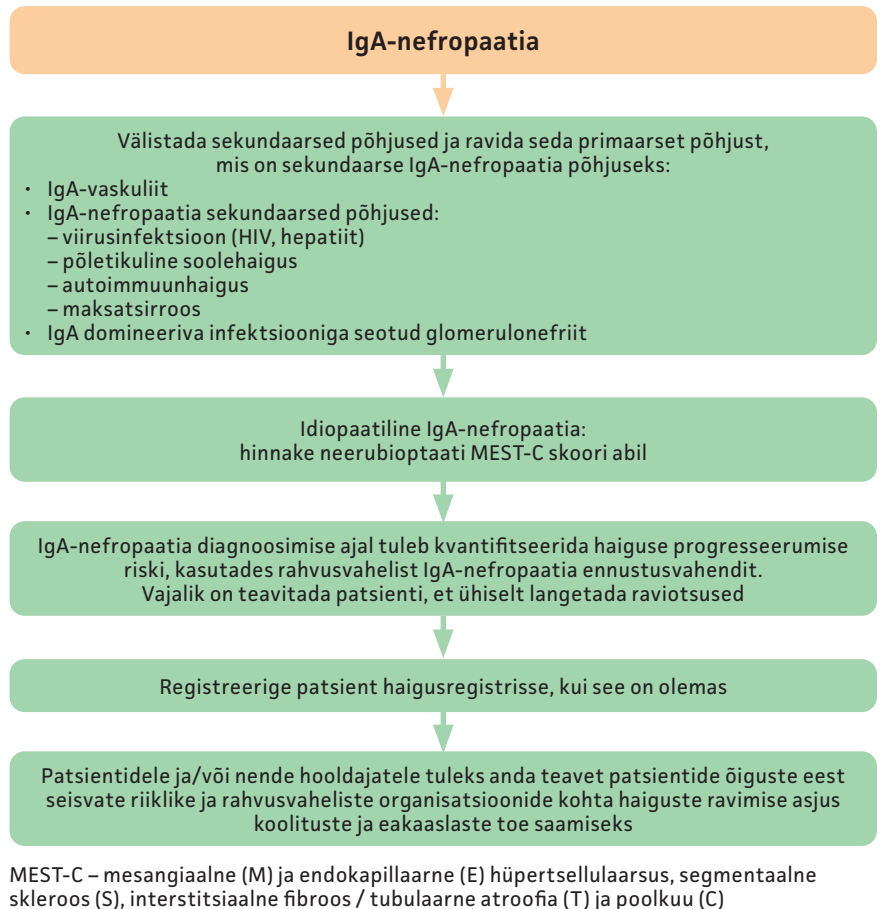 IgA-nefropaatia
Välistada sekundaarsed põhjused ja ravida seda primaarset põhjust,
mis on sekundaarse IgA-nefropaatia põhjuseks:
· IgA-vaskuliit
· IgA-nefropaatia sekundaarsed põhjused:
– viirusinfektsioon (HIV, hepatiit)
– põletikuline soolehaigus
– autoimmuunhaigus
– maksatsirroos
· IgA domineeriva infektsiooniga seotud glomerulonefriit
Idiopaatiline IgA-nefropaatia:
hinnake neerubioptaati MEST-C skoori abil
IgA-nefropaatia diagnoosimise ajal tuleb kvantifitseerida haiguse progresseerumise
riski, kasutades rahvusvahelist IgA-nefropaatia ennustusvahendit.
Vajalik on teavitada patsienti, et ühiselt langetada raviotsused
Registreerige patsient haigusregistrisse, kui see on olemas
Patsientidele ja/või nende hooldajatele tuleks anda teavet patsientide õiguste eest
seisvate riiklike ja rahvusvaheliste organisatsioonide kohta haiguste ravimise asjus
koolituste ja eakaaslaste toe saamiseks
MEST-C – mesangiaalne (M) ja endokapillaarne (E) hüpertsellulaarsus, segmentaalne
skleroos (S), interstitsiaalne fibroos / tubulaarne atroofia (T) ja poolkuu (C)